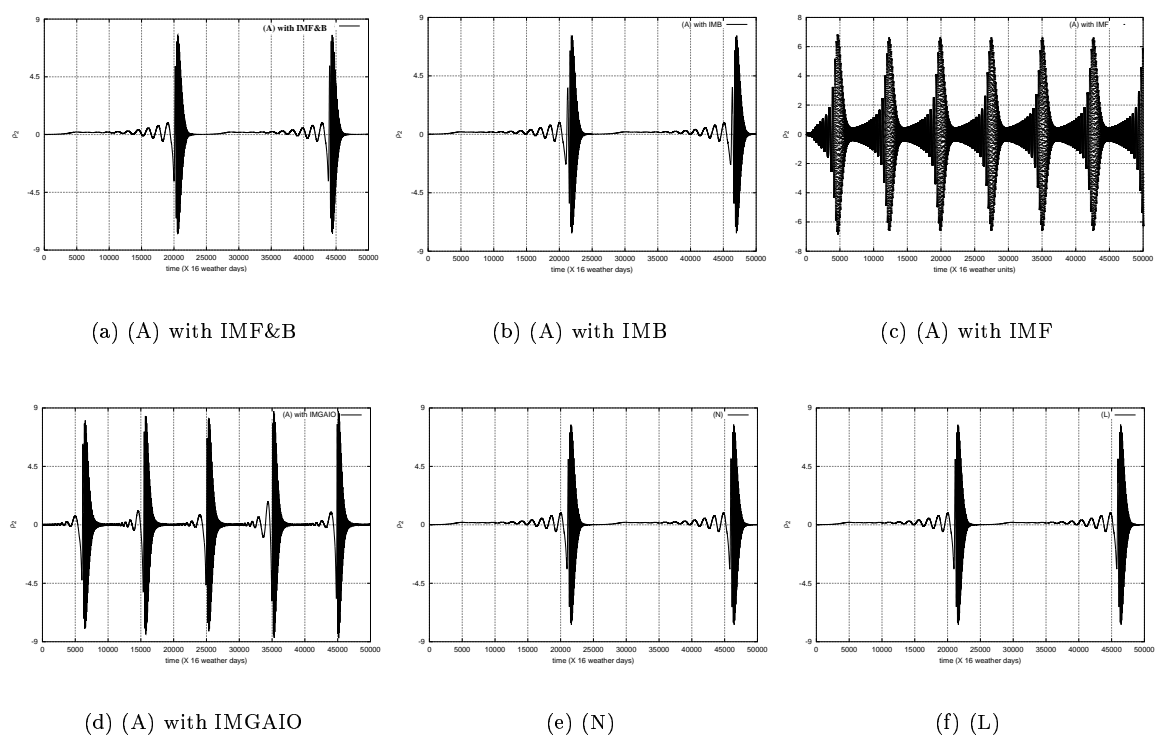 (A) with IMF&B
9
4.5
0
-4.5
-9
ρ2
0 5000 10000 15000 20000 25000 30000 35000 40000 45000 50000
time (X 16 weather days)
(A) with IMB
9
4.5
0
-4.5
-9
ρ2
0 5000 10000 15000 20000 25000 30000 35000 40000 45000 50000
time (X 16 weather days)
(A) with IMF
8
6
4
2
0
-2
-4
-6
-8
ρ2
0 5000 10000 15000 20000 25000 30000 35000 40000 45000 50000
time (X 16 weather units)
(a) (A) with IMF&B
(b) (A) with IMB
(c) (A) with IMF
(A) with IMGAIO
9
4.5
0
-4.5
-9
ρ2
0 5000 10000 15000 20000 25000 30000 35000 40000 45000 50000
time (X 16 weather days)
(N)
9
4.5
0
-4.5
-9
ρ2
0 5000 10000 15000 20000 25000 30000 35000 40000 45000 50000
time (X 16 weather days)
(L)
9
4.5
0
-4.5
-9
ρ2
0 5000 10000 15000 20000 25000 30000 35000 40000 45000 50000
time (X 16 weather days)
(d) (A) with IMGAIO
(e) (N)
(f) (L)